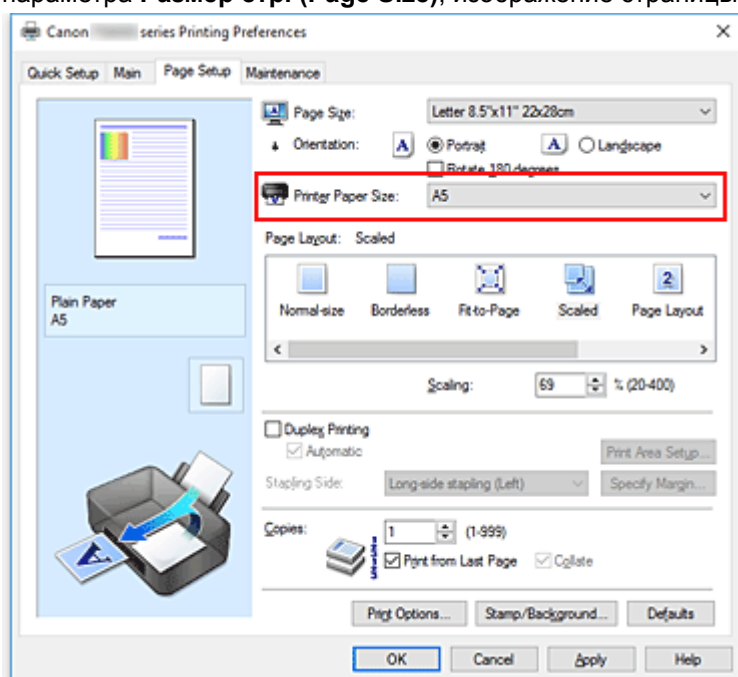 параметра Размер стр. (Page Size), изображение страницы
Canon series Printing Preferences
Quick Setup Main Page Setup Maintenance
Page Size: Letter 8.5"x11" 22x28cm
Orientation: A Portrait A Landscape
Rotate 180 degrees
Printer Paper Size: A5
Page Layout: Scaled
2
Normal-size Borderless Fit-to-Page Scaled Page Layout
Plain Paper
A5
Scaling: 69 % (20-400)
Duplex Printing
Automatic Print Area Setup...
Stapling Side: Long-side stapling (Left) Specify Margin...
Copies: 1 (1-999)
Print from Last Page Collate
Print Options... Stamp/Background... Defaults
OK Cancel Apply Help